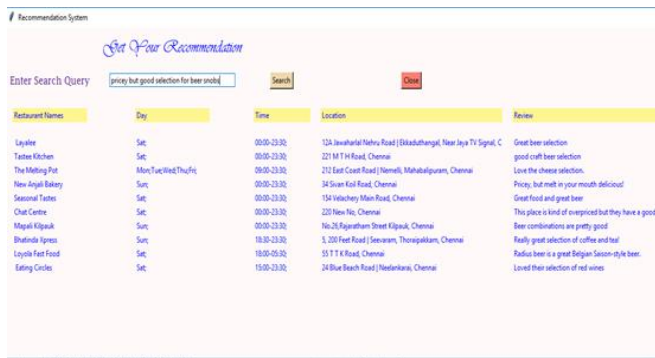 Recommendation System
Get Your Recommendation
Enter Search Query pricey but good selection for beer snobs Search Close
Restaurant Names Day Time Location Review
Layalee Sat; 00:00-23:30; 12A Jawaharlal Nehru Road | Ekkaduthangal, Near Jaya TV Signal, C Great beer selection
Tastee Kitchen Sat; 00:00-23:30; 221 M T H Road, Chennai good craft beer selection
The Melting Pot Mon;Tue;Wed;Thu;Fri; 09:00-23:30; 212 East Coast Road | Nemelli, Mahabalipuram, Chennai Love the cheese selection.
New Anjali Bakery Sun; 00:00-23:30; 34 Sivan Koil Road, Chennai Pricey, but melt in your mouth delicious!
Seasonal Tastes Sat; 00:00-23:30; 154 Velachery Main Road, Chennai Great food and great beer
Chat Centre Sat; 00:00-23:30; 220 New No, Chennai This place is kind of overpriced but they have a good
Mapali Kilpauk Sun; 00:00-23:30; No.26,Rajaratham Street Kilpauk, Chennai Beer combinations are pretty good
Bhatinda Xpress Sun; 18:30-23:30; 5, 200 Feet Road | Seevaram, Thoraipakkam, Chennai Really great selection of coffee and tea!
Loyola Fast Food Sat; 18:00-05:30; 55 T T K Road, Chennai Radius beer is a great Belgian Saison-style beer.
Eating Circles Sat; 15:00-23:30; 24 Blue Beach Road | Neelankarai, Chennai Loved their selection of red wines